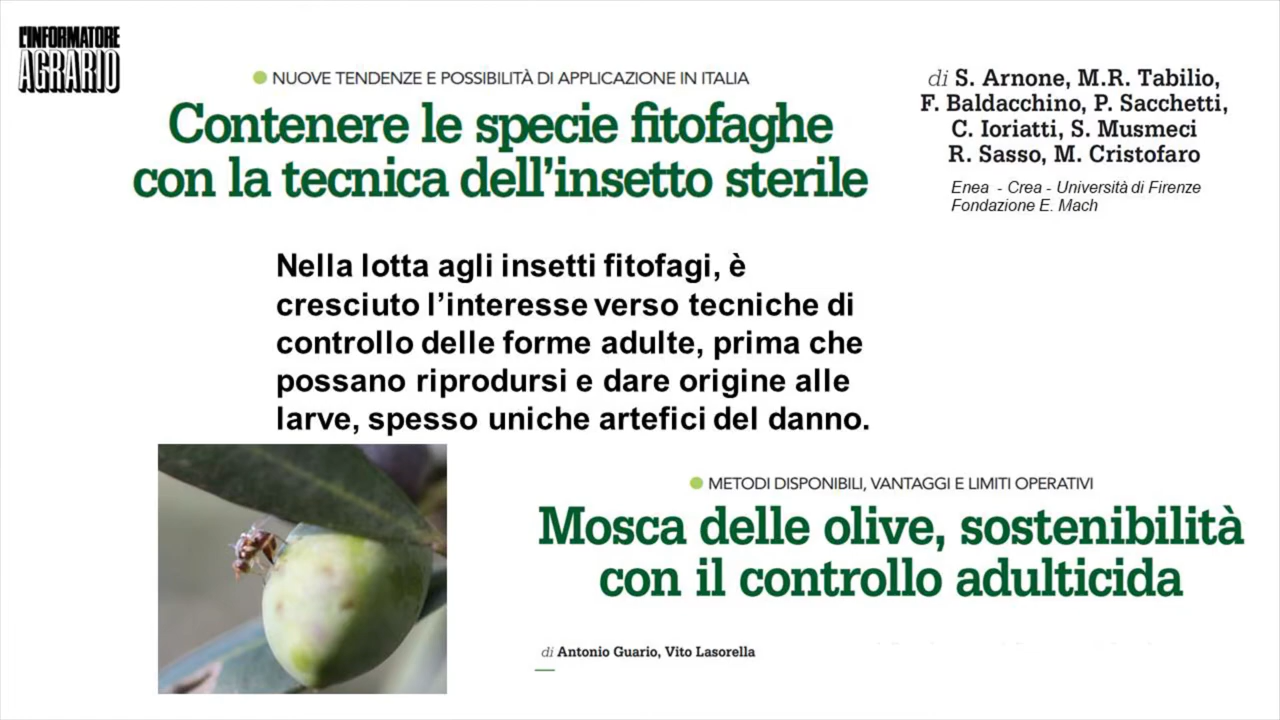 L'INFORMATORE
AGRARIO
NUOVE TENDENZE E POSSIBILITÀ DI APPLICAZIONE IN ITALIA
Contenere le specie fitofaghe
con la tecnica dell'insetto sterile
di S. Arnone, M.R. Tabilio,
F. Baldacchino, P. Sacchetti,
C. Ioriatti, S. Musmeci
R. Sasso, M. Cristofaro
Enea - Crea - Università di Firenze
Fondazione E. Mach
Nella lotta agli insetti fitofagi, è
cresciuto l'interesse verso tecniche di
controllo delle forme adulte, prima che
possano riprodursi e dare origine alle
larve, spesso uniche artefici del danno.
METODI DISPONIBILI, VANTAGGI E LIMITI OPERATIVI
Mosca delle olive, sostenibilità
con il controllo adulticida
di Antonio Guario, Vito Lasorella